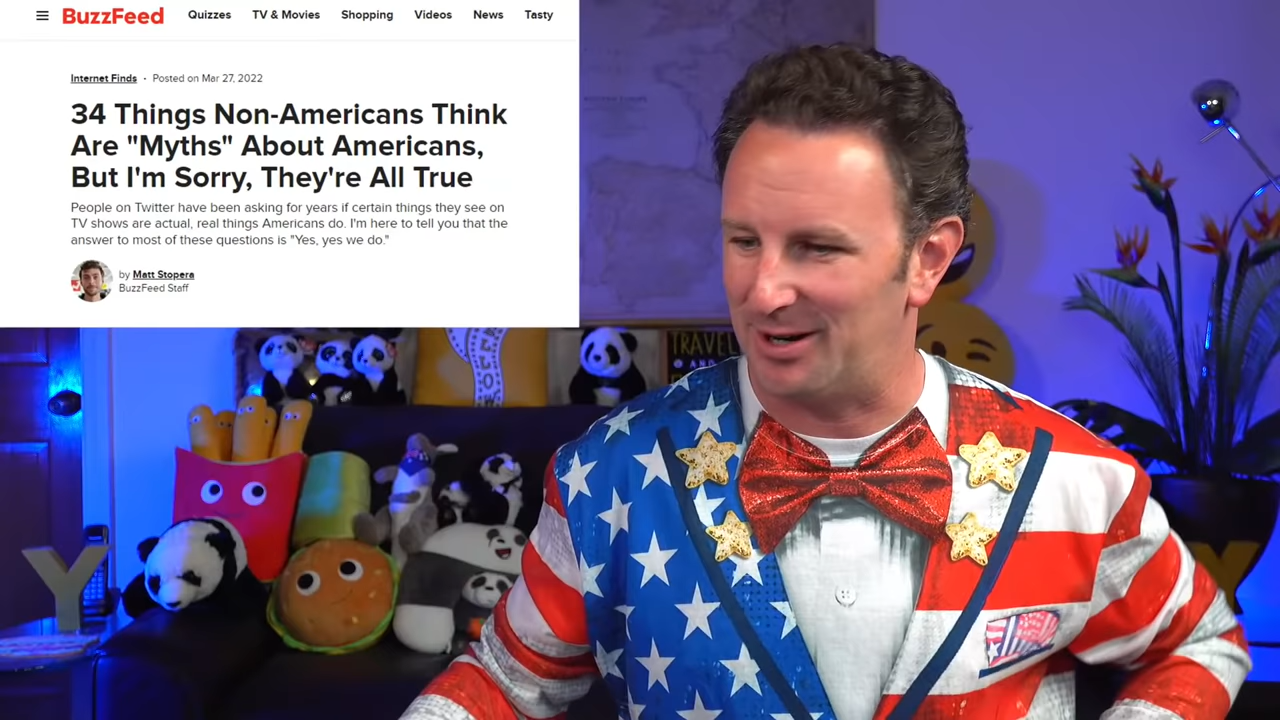 BuzzFeed
Quizzes
TV & Movies
Shopping
Videos
News
Tasty
Internet Finds · Posted on Mar 27, 2022
34 Things Non-Americans Think
Are "Myths" About Americans,
But I'm Sorry, They're All True
People on Twitter have been asking for years if certain things they see on
TV shows are actual, real things Americans do. I'm here to tell you that the
answer to most of these questions is "Yes, yes we do."
by Matt Stopera
BuzzFeed Staff
TRAVEL
AND
Y